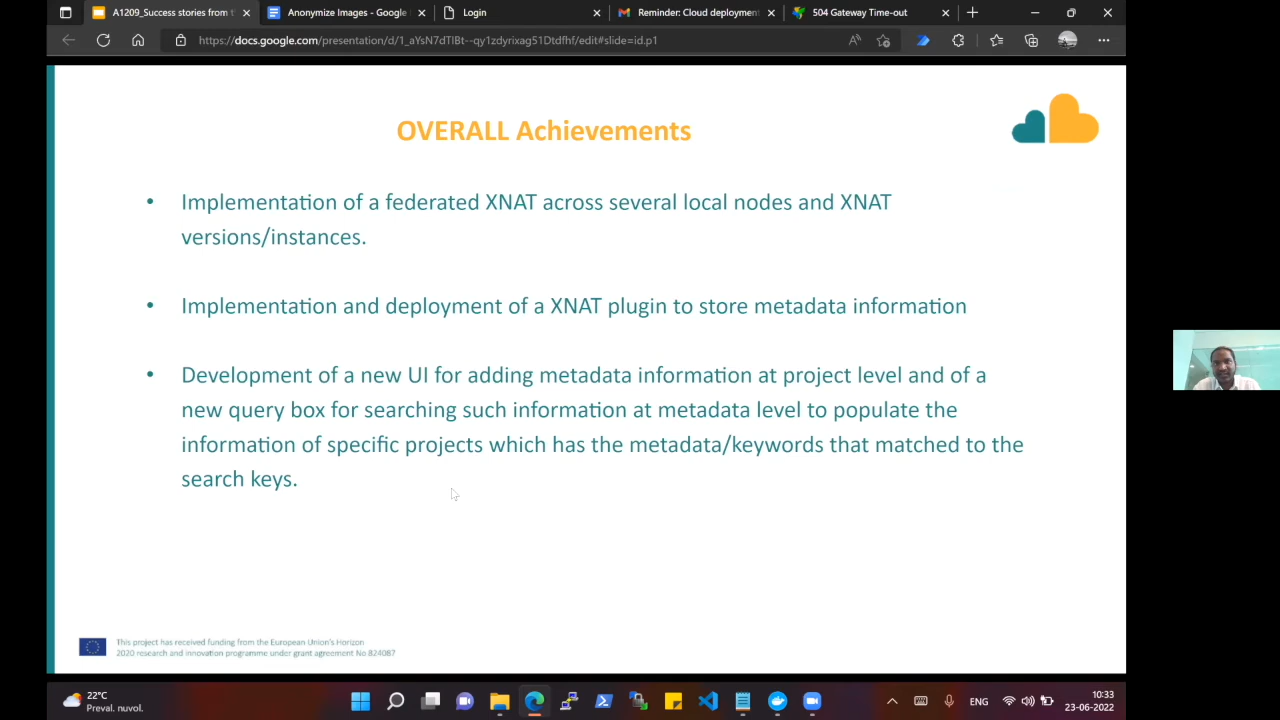 A1209_Success stories from t
Anonymize Images - Google
Login
Reminder: Cloud deployment
504 Gateway Time-out
https://docs.google.com/presentation/d/1_aYsN7dTIBt--qy1zdyrixag51Dtdfhf/edit#slide=id.p1
OVERALL Achievements
• Implementation of a federated XNAT across several local nodes and XNAT
versions/instances.
• Implementation and deployment of a XNAT plugin to store metadata information
• Development of a new UI for adding metadata information at project level and of a
new query box for searching such information at metadata level to populate the
information of specific projects which has the metadata/keywords that matched to the
search keys.
This project has received funding from the European Union's Horizon
2020 research and innovation programme under grant agreement No 824087
22°C
Preval. nuvol.
ENG
10:33
23-06-2022